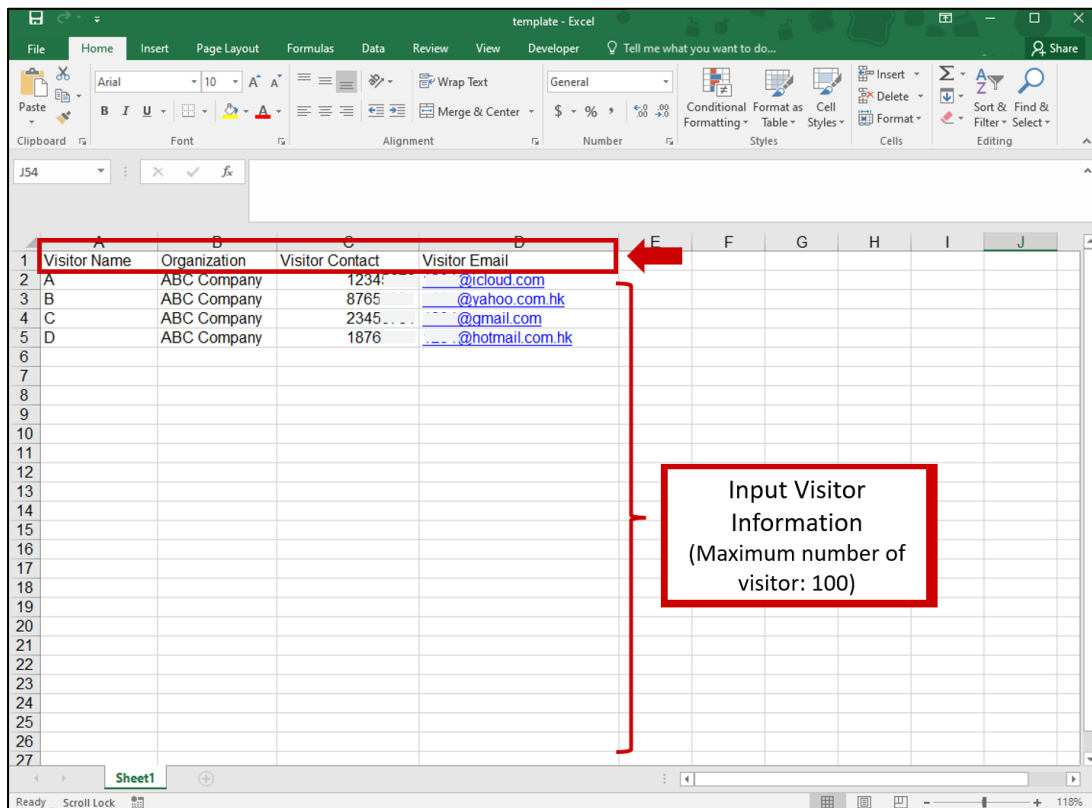 template - Excel
File Home Insert Page Layout Formulas Data Review View Developer Tell me what you want to do... Share
Arial 10 Wrap Text General Insert
Paste Conditional Format as Cell Delete Sort & Find &
B I U Merge & Center $ % Formatting Table Styles Format Filter Select
Clipboard Font Alignment Number Styles Cells Editing
J54 fx
A B C D E F G H I J
1 Visitor Name Organization Visitor Contact Visitor Email
2 A ABC Company 1234 @icloud.com
3 B ABC Company 8765 @yahoo.com.hk
4 C ABC Company 2345 @gmail.com
5 D ABC Company 1876 @hotmail.com.hk
6
7
8
9
10
11
12
13
14
15
16
17
18
19
20
21
22
23
24
25
26
27
Input Visitor
Information
(Maximum number of
visitor: 100)
Sheet1
Ready Scroll Lock 118%